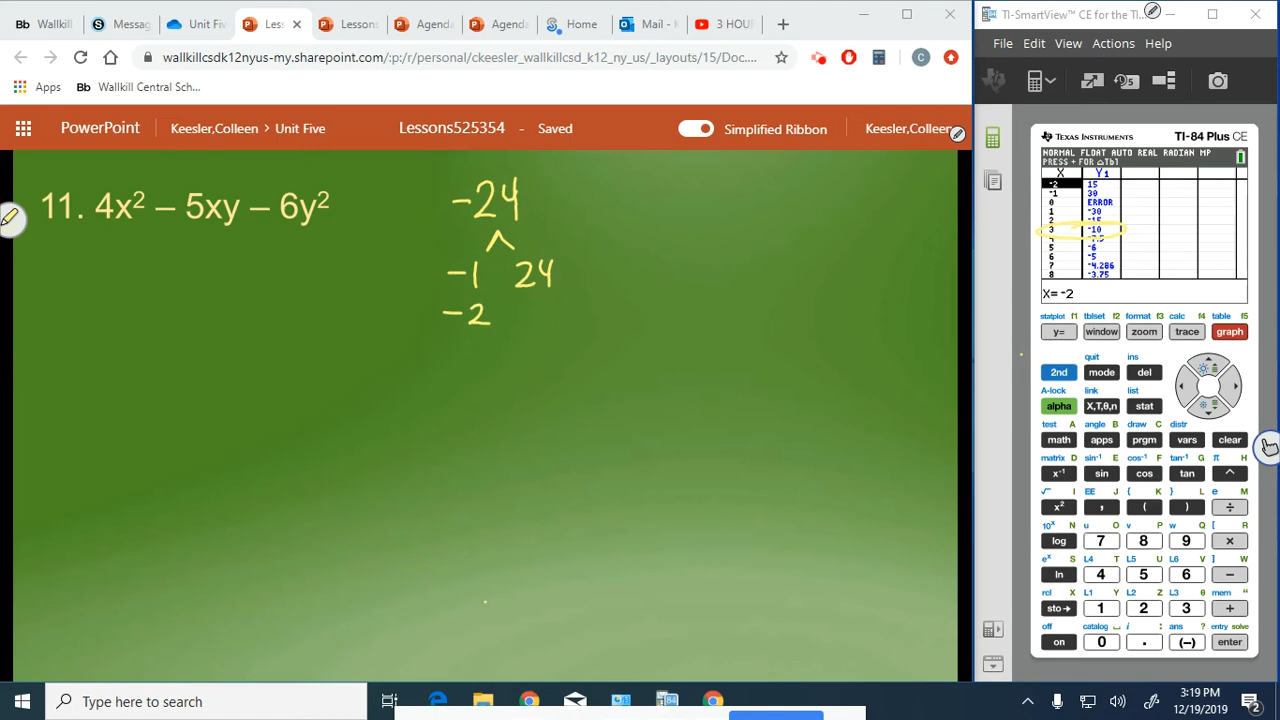 Bb Wallkill
S Messag
Unit Five
Less
Lessons
Agenda
Agenda
Home
Mail - K
3 HOUR
TI-SmartView™ CE for the TI...
wallkillcsdk12nyus-my.sharepoint.com/:p:/r/personal/ckeesler_wallkillcsd_k12_ny_us/_layouts/15/Doc....
Apps
Bb Wallkill Central Sch...
File Edit View Actions Help
PowerPoint
Keesler,Colleen > Unit Five
Lessons525354 - Saved
Simplified Ribbon
Keesler,Colleen
11. 4x² – 5xy – 6y²
-24
-1 24
-2
TEXAS INSTRUMENTS
TI-84 Plus CE
NORMAL FLOAT AUTO REAL RADIAN MP
PRESS + FOR △Tbl
X Y1
-2 15
-1 30
0 ERROR
1 -30
2 -15
3 -10
4 -7.5
5 -6
6 -5
7 -4.286
8 -3.75
X= -2
statplot f1 tblset f2 format f3 calc f4 table f5
y= window zoom trace graph
quit ins
2nd mode del
A-lock link list
alpha X,T,θ,n stat
test A angle B draw C distr
math apps prgm vars clear
matrix D sin⁻¹ E cos⁻¹ F tan⁻¹ G π H
x⁻¹ sin cos tan ^
√ I EE J { K } L e M
x² , ( ) ÷
10ˣ N u O v P w Q [ R
log 7 8 9 ×
eˣ S L4 T L5 U L6 V ] W
ln 4 5 6 −
rcl X L1 Y L2 Z L3 θ mem “
sto→ 1 2 3 +
off catalog ␣ i : ans ? entry solve
on 0 . (–) enter
Type here to search
3:19 PM
12/19/2019
2